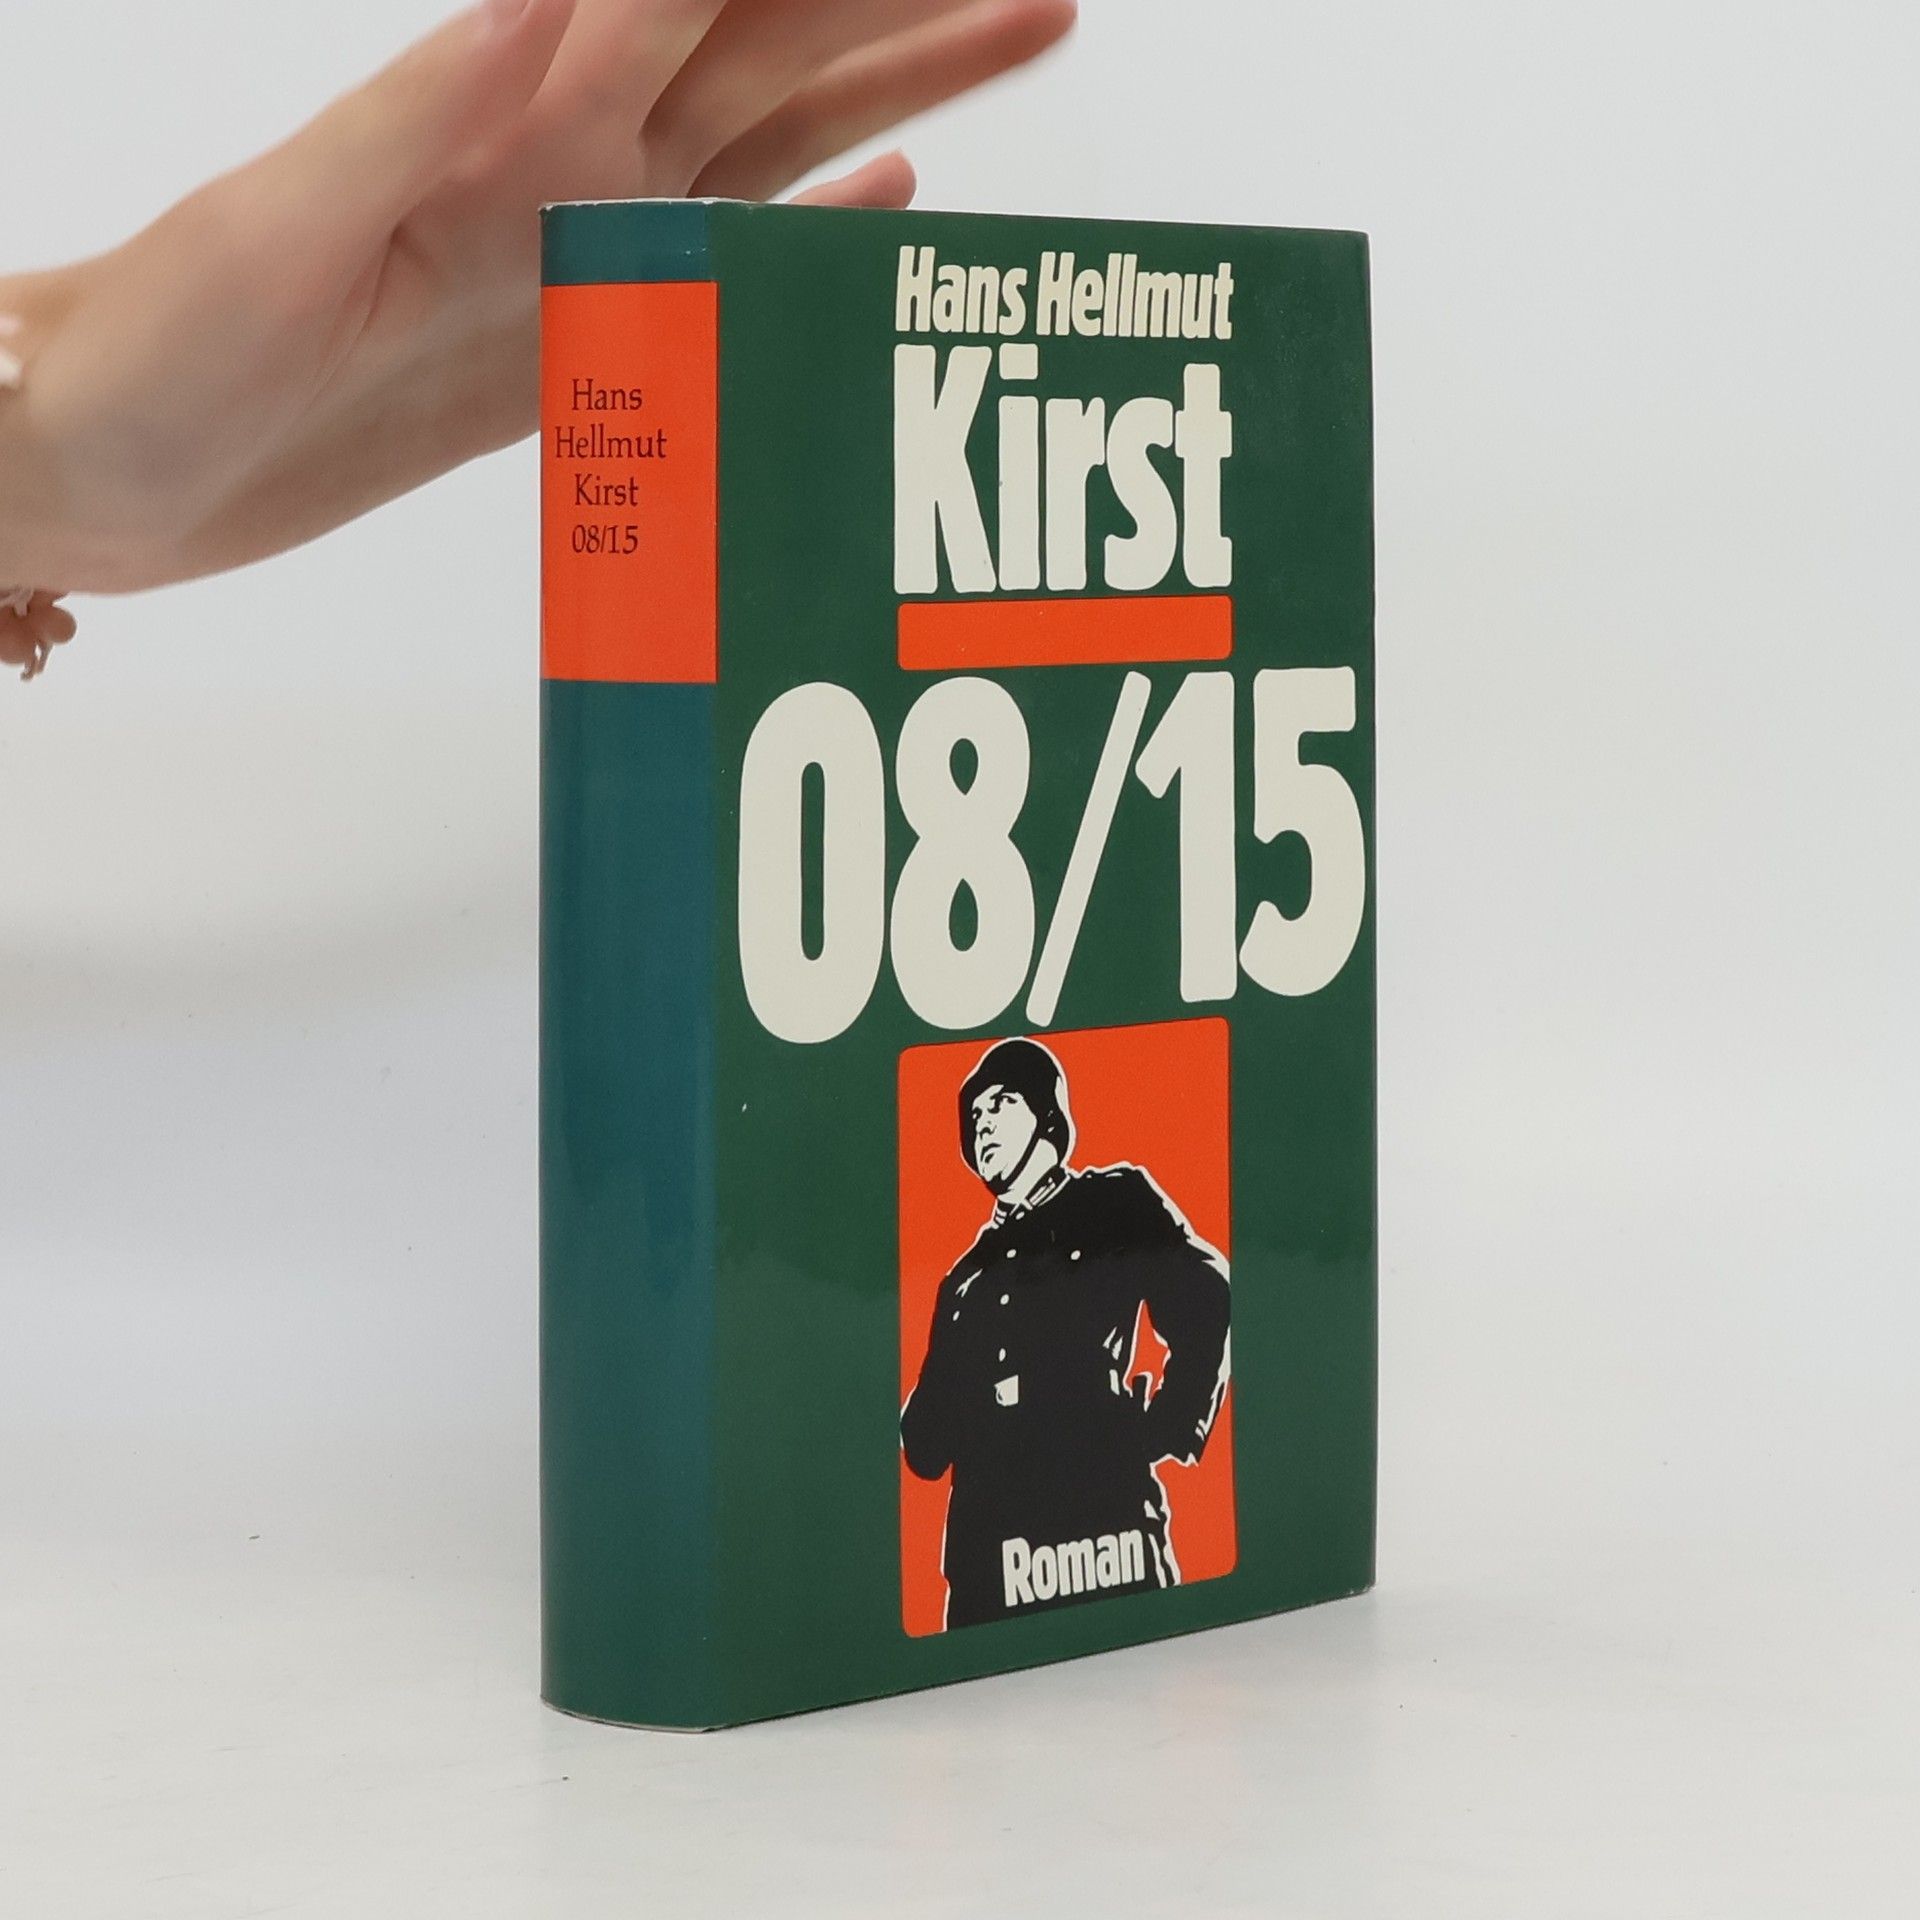 Hans
Hellmut
Kirst
08/15
Hans Hellmut
Kirst
08/15
Roman